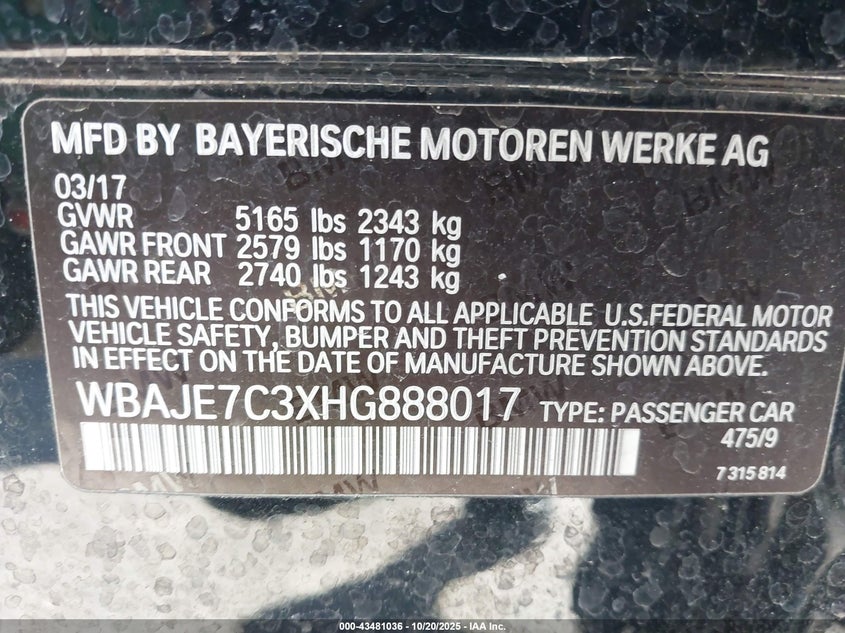 MFD BY BAYERISCHE MOTOREN WERKE AG
03/17
GVWR 5165 lbs 2343 kg
GAWR FRONT 2579 lbs 1170 kg
GAWR REAR 2740 lbs 1243 kg
THIS VEHICLE CONFORMS TO ALL APPLICABLE U.S.FEDERAL MOTOR
VEHICLE SAFETY, BUMPER AND THEFT PREVENTION STANDARDS
IN EFFECT ON THE DATE OF MANUFACTURE SHOWN ABOVE.
WBAJE7C3XHG888017 TYPE: PASSENGER CAR
475/9
7 315 814
000-43481036 - 10/20/2025 - IAA Inc.